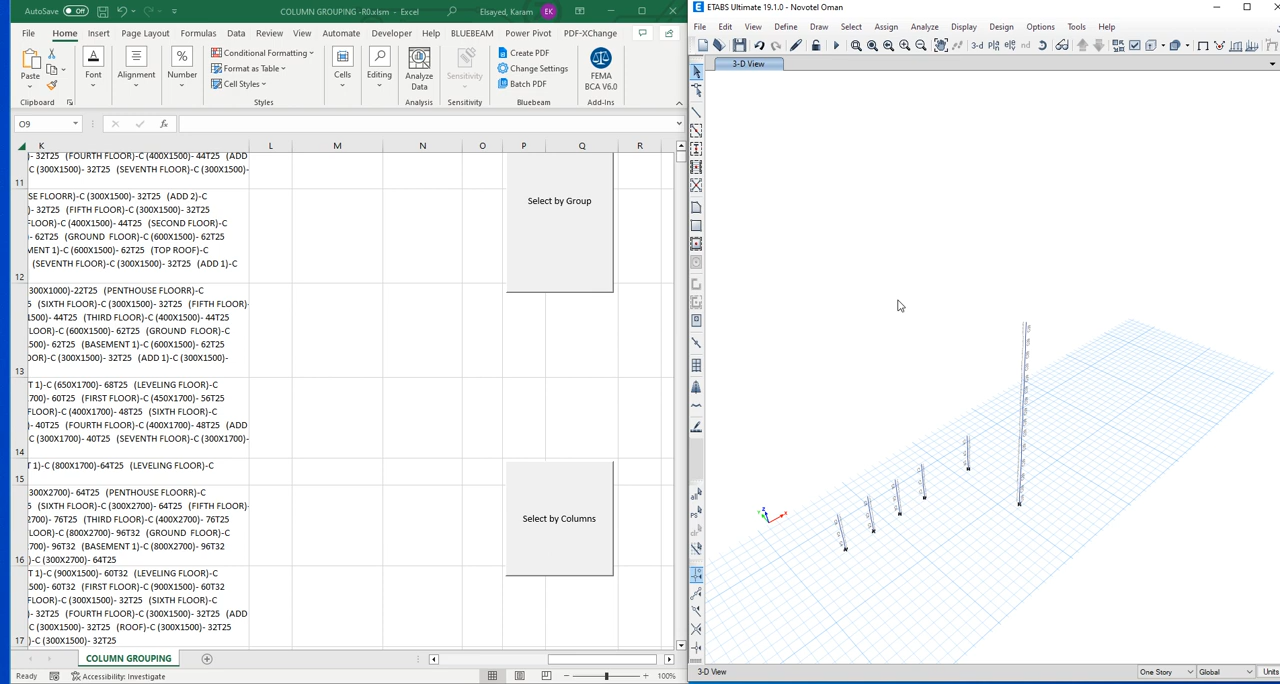 AutoSave Off COLUMN GROUPING -R0.xlsm - Excel Elsayed, Karam EK
File Home Insert Page Layout Formulas Data Review View Automate Developer Help BLUEBEAM Power Pivot PDF-XChange
Paste Font Alignment Number Conditional Formatting Format as Table Cell Styles Cells Editing Analyze Data Sensitivity Create PDF Change Settings Batch PDF FEMA BCA V6.0
Clipboard Styles Analysis Sensitivity Bluebeam Add-Ins
O9 fx
K L M N O P Q R
)- 32T25 (FOURTH FLOOR)-C (400X1500)- 44T25 (ADD
C (300X1500)- 32T25 (SEVENTH FLOOR)-C (300X1500)-
11
SE FLOORR)-C (300X1500)- 32T25 (ADD 2)-C
)- 32T25 (FIFTH FLOOR)-C (300X1500)- 32T25
FLOOR)-C (400X1500)- 44T25 (SECOND FLOOR)-C
- 62T25 (GROUND FLOOR)-C (600X1500)- 62T25
MENT 1)-C (600X1500)- 62T25 (TOP ROOF)-C
(SEVENTH FLOOR)-C (300X1500)- 32T25 (ADD 1)-C
12
300X1000)-22T25 (PENTHOUSE FLOORR)-C
5 (SIXTH FLOOR)-C (300X1500)- 32T25 (FIFTH FLOOR)-
1500)- 44T25 (THIRD FLOOR)-C (400X1500)- 44T25
FLOOR)-C (600X1500)- 62T25 (GROUND FLOOR)-C
1500)- 62T25 (BASEMENT 1)-C (600X1500)- 62T25
OOR)-C (300X1500)- 32T25 (ADD 1)-C (300X1500)-
13
T 1)-C (650X1700)- 68T25 (LEVELING FLOOR)-C
1700)- 60T25 (FIRST FLOOR)-C (450X1700)- 56T25
FLOOR)-C (400X1700)- 48T25 (SIXTH FLOOR)-C
- 40T25 (FOURTH FLOOR)-C (400X1700)- 48T25 (ADD
C (300X1700)- 40T25 (SEVENTH FLOOR)-C (300X1700)-
14
T 1)-C (800X1700)-64T25 (LEVELING FLOOR)-C
15
300X2700)- 64T25 (PENTHOUSE FLOORR)-C
5 (SIXTH FLOOR)-C (300X2700)- 64T25 (FIFTH FLOOR)-
2700)- 76T25 (THIRD FLOOR)-C (400X2700)- 76T25
FLOOR)-C (800X2700)- 96T32 (GROUND FLOOR)-C
2700)- 96T32 (BASEMENT 1)-C (800X2700)- 96T32
)-C (300X2700)- 64T25
16
T 1)-C (900X1500)- 60T32 (LEVELING FLOOR)-C
1500)- 60T32 (FIRST FLOOR)-C (900X1500)- 60T32
FLOOR)-C (300X1500)- 32T25 (SIXTH FLOOR)-C
- 32T25 (FOURTH FLOOR)-C (300X1500)- 32T25 (ADD
C (300X1500)- 32T25 (ROOF)-C (300X1500)- 32T25
)-C (300X1500)- 32T25
17
Select by Group
Select by Columns
COLUMN GROUPING
Ready Accessibility: Investigate 100%
ETABS Ultimate 19.1.0 - Novotel Oman
File Edit View Define Draw Select Assign Analyze Display Design Options Tools Help
3-d nd
3-D View
all
PS
clr
Z Y X
3-D View One Story Global Units